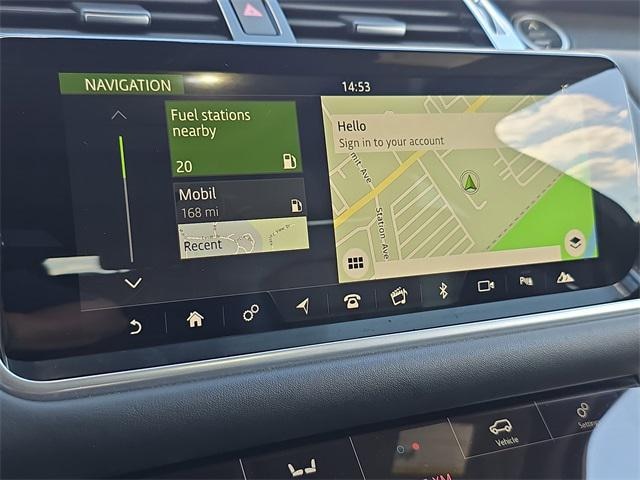 NAVIGATION
14:53
Fuel stations
nearby
20
Mobil
168 mi
Recent
Hello
Sign in to your account
Station Ave
Vehicle
Settings